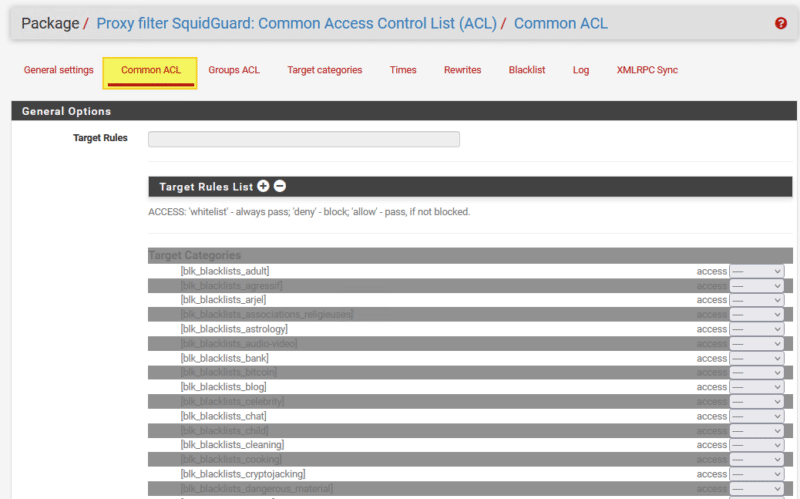 Package / Proxy filter SquidGuard: Common Access Control List (ACL) / Common ACL
General settings Common ACL Groups ACL Target categories Times Rewrites Blacklist Log XMLRPC Sync
General Options
Target Rules
Target Rules List
ACCESS: 'whitelist' - always pass; 'deny' - block; 'allow' - pass, if not blocked.
Target Categories
[blk_blacklists_adult] access ----
[blk_blacklists_agressif] access ----
[blk_blacklists_arjel] access ----
[blk_blacklists_associations_religieuses] access ----
[blk_blacklists_astrology] access ----
[blk_blacklists_audio-video] access ----
[blk_blacklists_bank] access ----
[blk_blacklists_bitcoin] access ----
[blk_blacklists_blog] access ----
[blk_blacklists_celebrity] access ----
[blk_blacklists_chat] access ----
[blk_blacklists_child] access ----
[blk_blacklists_cleaning] access ----
[blk_blacklists_cooking] access ----
[blk_blacklists_cryptojacking] access ----
[blk_blacklists_dangerous_material] access ----